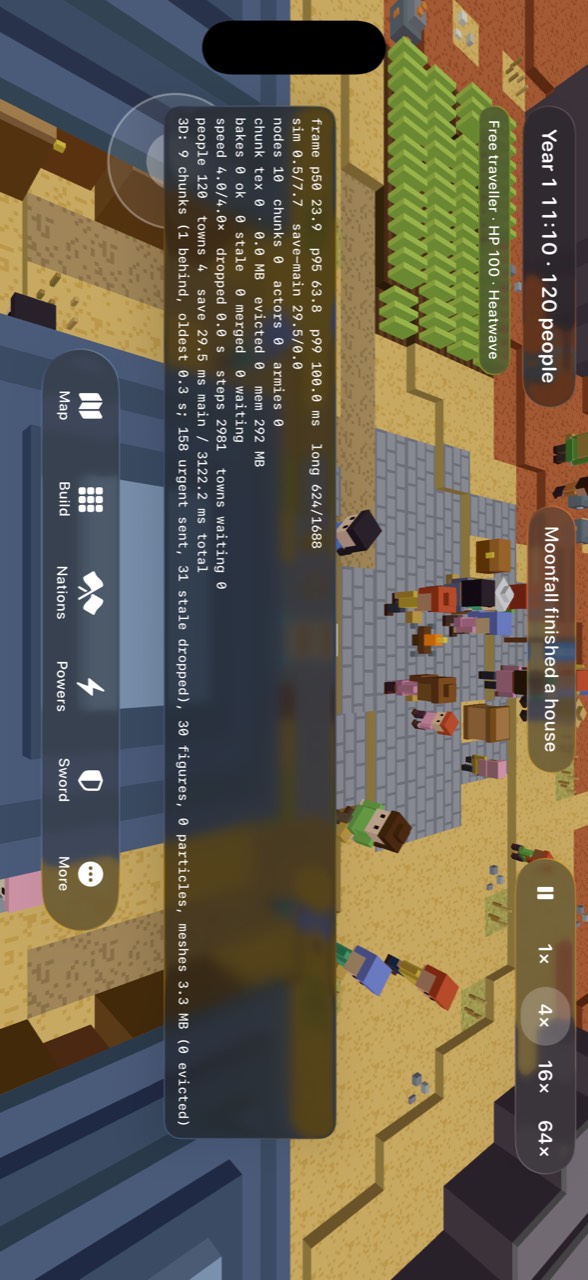 Year 1 11:10 · 120 people
Moonfall finished a house
1× 4× 16× 64×
Free traveller · HP 100 · Heatwave
frame p50 23.9 p95 63.8 p99 100.0 ms long 624/1688
sim 0.5/7.7 save-main 29.5/0.0
nodes 10 chunks 0 actors 0 armies 0
chunk tex 0 · 0.0 MB evicted 0 mem 292 MB
bakes 0 ok 0 stale 0 merged 0 waiting
speed 4.0/4.0× dropped 0.0 s steps 2981 towns waiting 0
people 120 towns 4 save 29.5 ms main / 3122.2 ms total
3D: 9 chunks (1 behind, oldest 0.3 s; 158 urgent sent, 31 stale dropped), 30 figures, 0 particles, meshes 3.3 MB (0 evicted)
Map Build Nations Powers Sword More